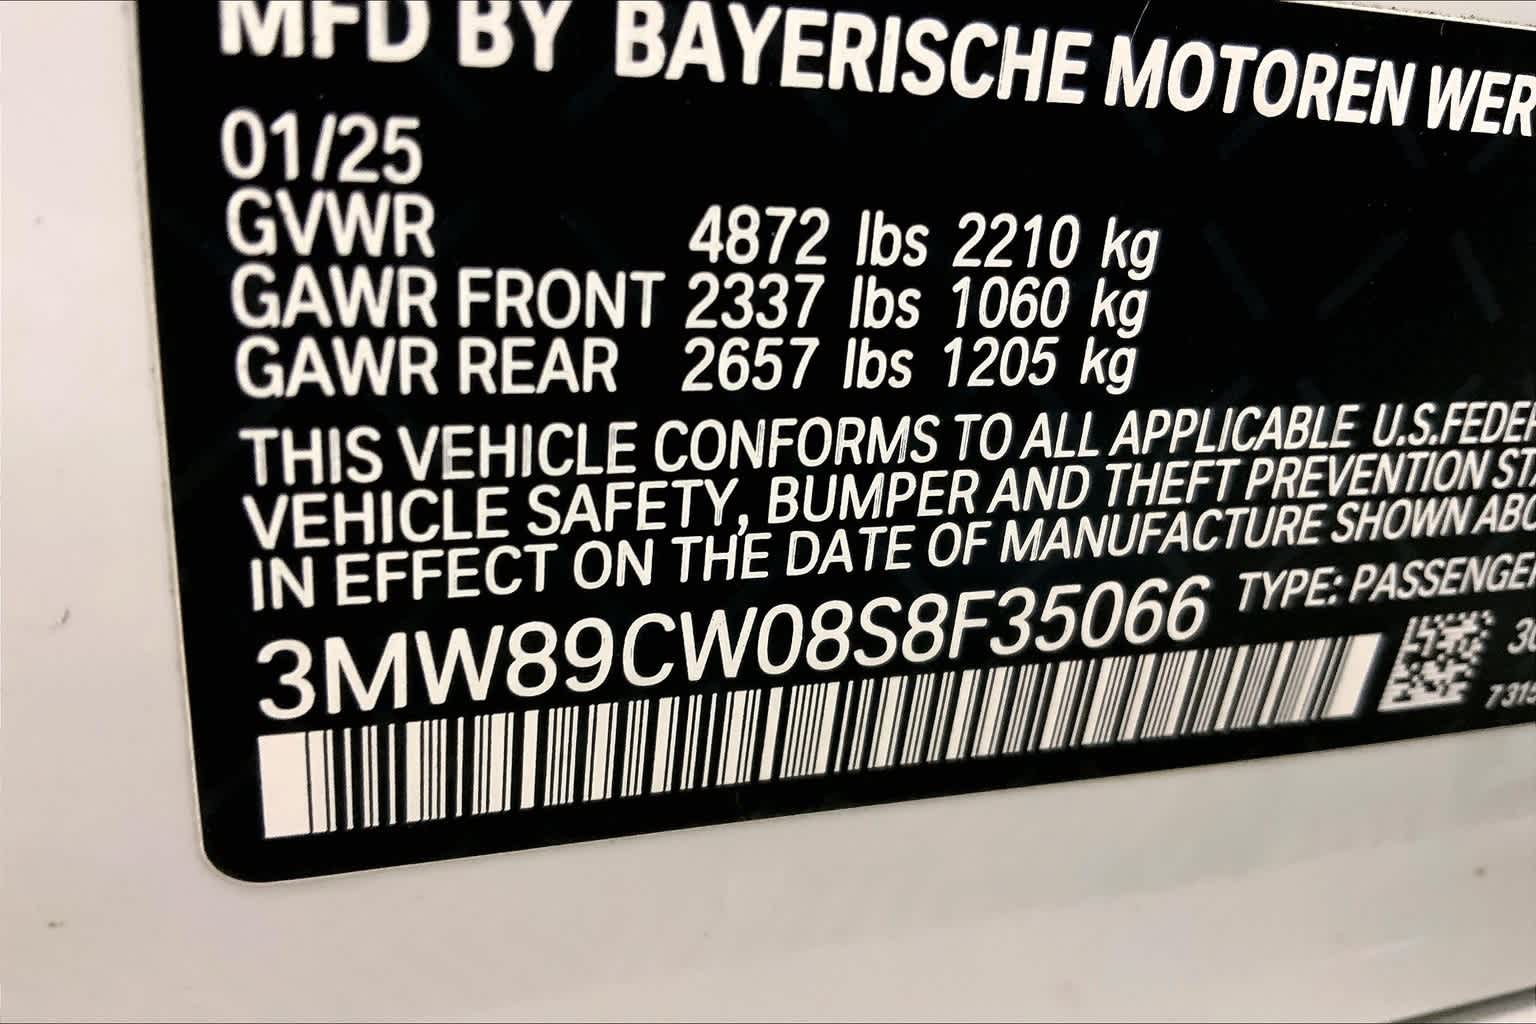 MFD BY BAYERISCHE MOTOREN WER
01/25
GVWR 4872 lbs 2210 kg
GAWR FRONT 2337 lbs 1060 kg
GAWR REAR 2657 lbs 1205 kg
THIS VEHICLE CONFORMS TO ALL APPLICABLE U.S.FEDER
VEHICLE SAFETY, BUMPER AND THEFT PREVENTION STA
IN EFFECT ON THE DATE OF MANUFACTURE SHOWN ABO
3MW89CW08S8F35066 TYPE: PASSENGER